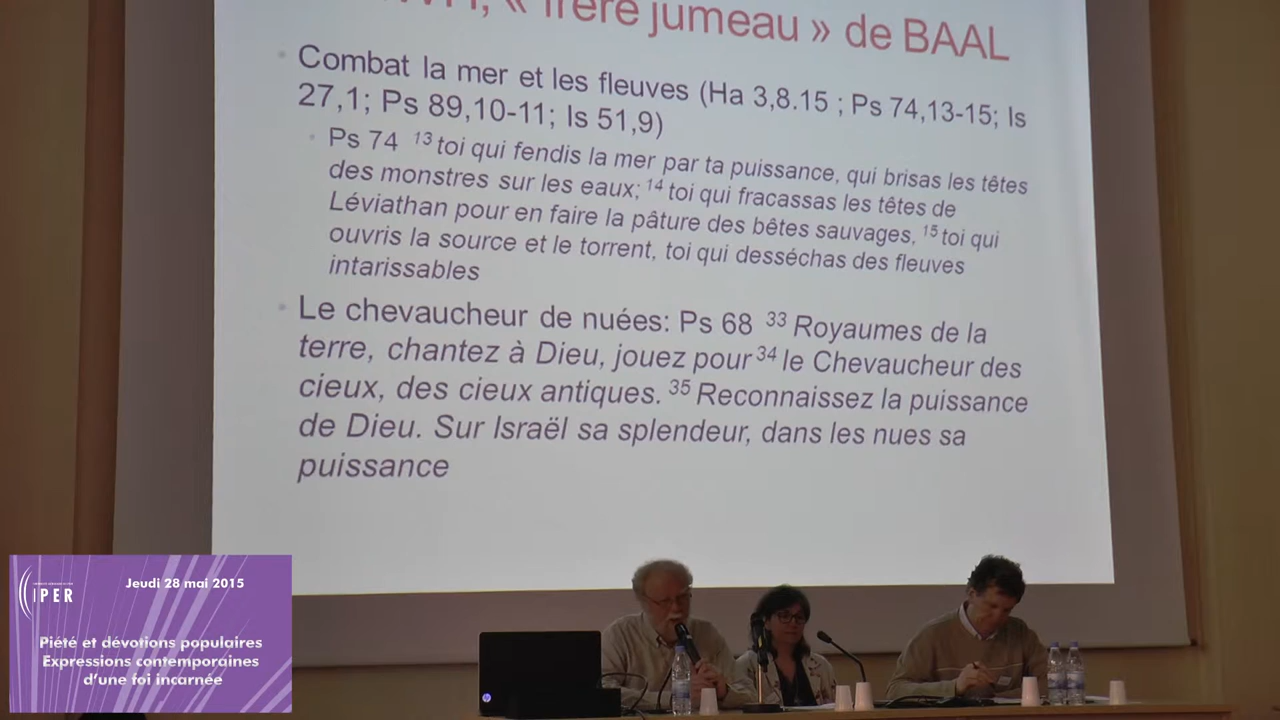 « frère jumeau » de BAAL
Combat la mer et les fleuves (Ha 3,8.15 ; Ps 74,13-15; Is
27,1; Ps 89,10-11; Is 51,9)
Ps 74 13 toi qui fendis la mer par ta puissance, qui brisas les têtes
des monstres sur les eaux; 14 toi qui fracassas les têtes de
Léviathan pour en faire la pâture des bêtes sauvages, 15 toi qui
ouvris la source et le torrent, toi qui desséchas des fleuves
intarissables
Le chevaucheur de nuées: Ps 68 33 Royaumes de la
terre, chantez à Dieu, jouez pour 34 le Chevaucheur des
cieux, des cieux antiques. 35 Reconnaissez la puissance
de Dieu. Sur Israël sa splendeur, dans les nues sa
puissance
Jeudi 28 mai 2015
IPER
Piété et dévotions populaires
Expressions contemporaines
d'une foi incarnée
hp